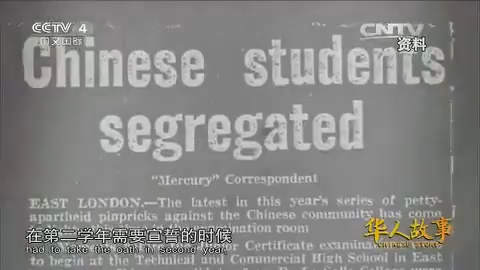 CCTV 4
中文国际
CNTV
资料
Chinese students
segregated
"Mercury" Correspondent
EAST LONDON.—The latest in this year's series of petty-
apartheid pinpricks against the Chinese community has come
nation room
在第二学年需要宣誓的时候
had to take the oath in second year,
华人故事
Certificate examina
to begin at the Technical
Commercial High School in East